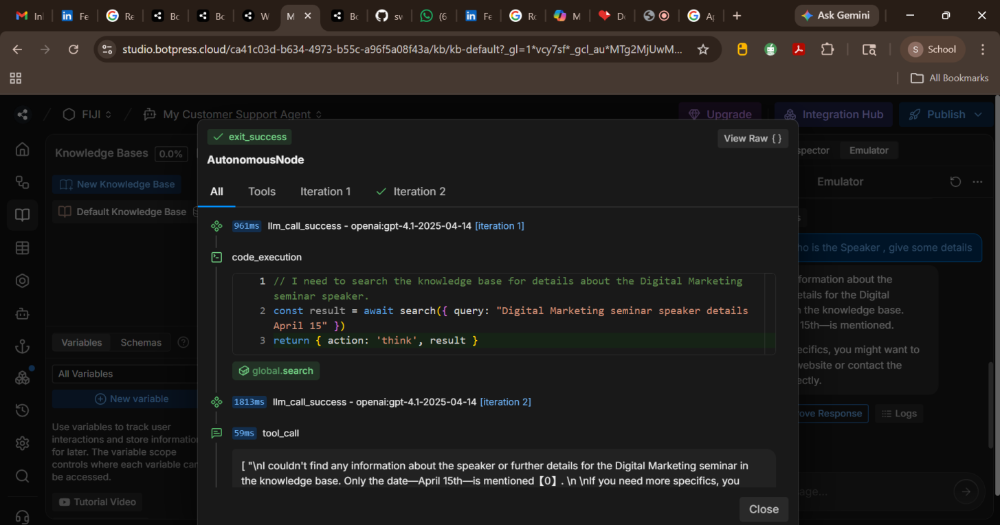 In
Fe
Re
Bc
Bc
W
M
Bc
sv
(6
Fe
Rc
M
D
Ap
Ask Gemini
studio.botpress.cloud/ca41c03d-b634-4973-b55c-a96f5a08f43a/kb/kb-default?_gl=1*vcy7sf*_gcl_au*MTg2MjUwM...
S School
All Bookmarks
FIJI
My Customer Support Agent
Upgrade
Integration Hub
Publish
Knowledge Bases 0.0%
New Knowledge Base
Default Knowledge Base
Variables
Schemas
All Variables
New variable
Use variables to track user
interactions and store information
for later. The variable scope
controls where each variable can
be accessed.
Tutorial Video
exit_success
View Raw { }
AutonomousNode
All
Tools
Iteration 1
Iteration 2
961ms llm_call_success - openai:gpt-4.1-2025-04-14 [iteration 1]
code_execution
1 // I need to search the knowledge base for details about the Digital Marketing
seminar speaker.
2 const result = await search({ query: "Digital Marketing seminar speaker details
April 15" })
3 return { action: 'think', result }
global.search
1813ms llm_call_success - openai:gpt-4.1-2025-04-14 [iteration 2]
59ms tool_call
[ "\nI couldn't find any information about the speaker or further details for the Digital Marketing seminar in
the knowledge base. Only the date—April 15th—is mentioned【0】. \n \nIf you need more specifics, you
Close
spector
Emulator
Emulator
s
ho is the Speaker , give some details
formation about the
etails for the Digital
n the knowledge base.
15th—is mentioned.
ecifics, you might want to
website or contact the
ectly.
ove Response
Logs
age...